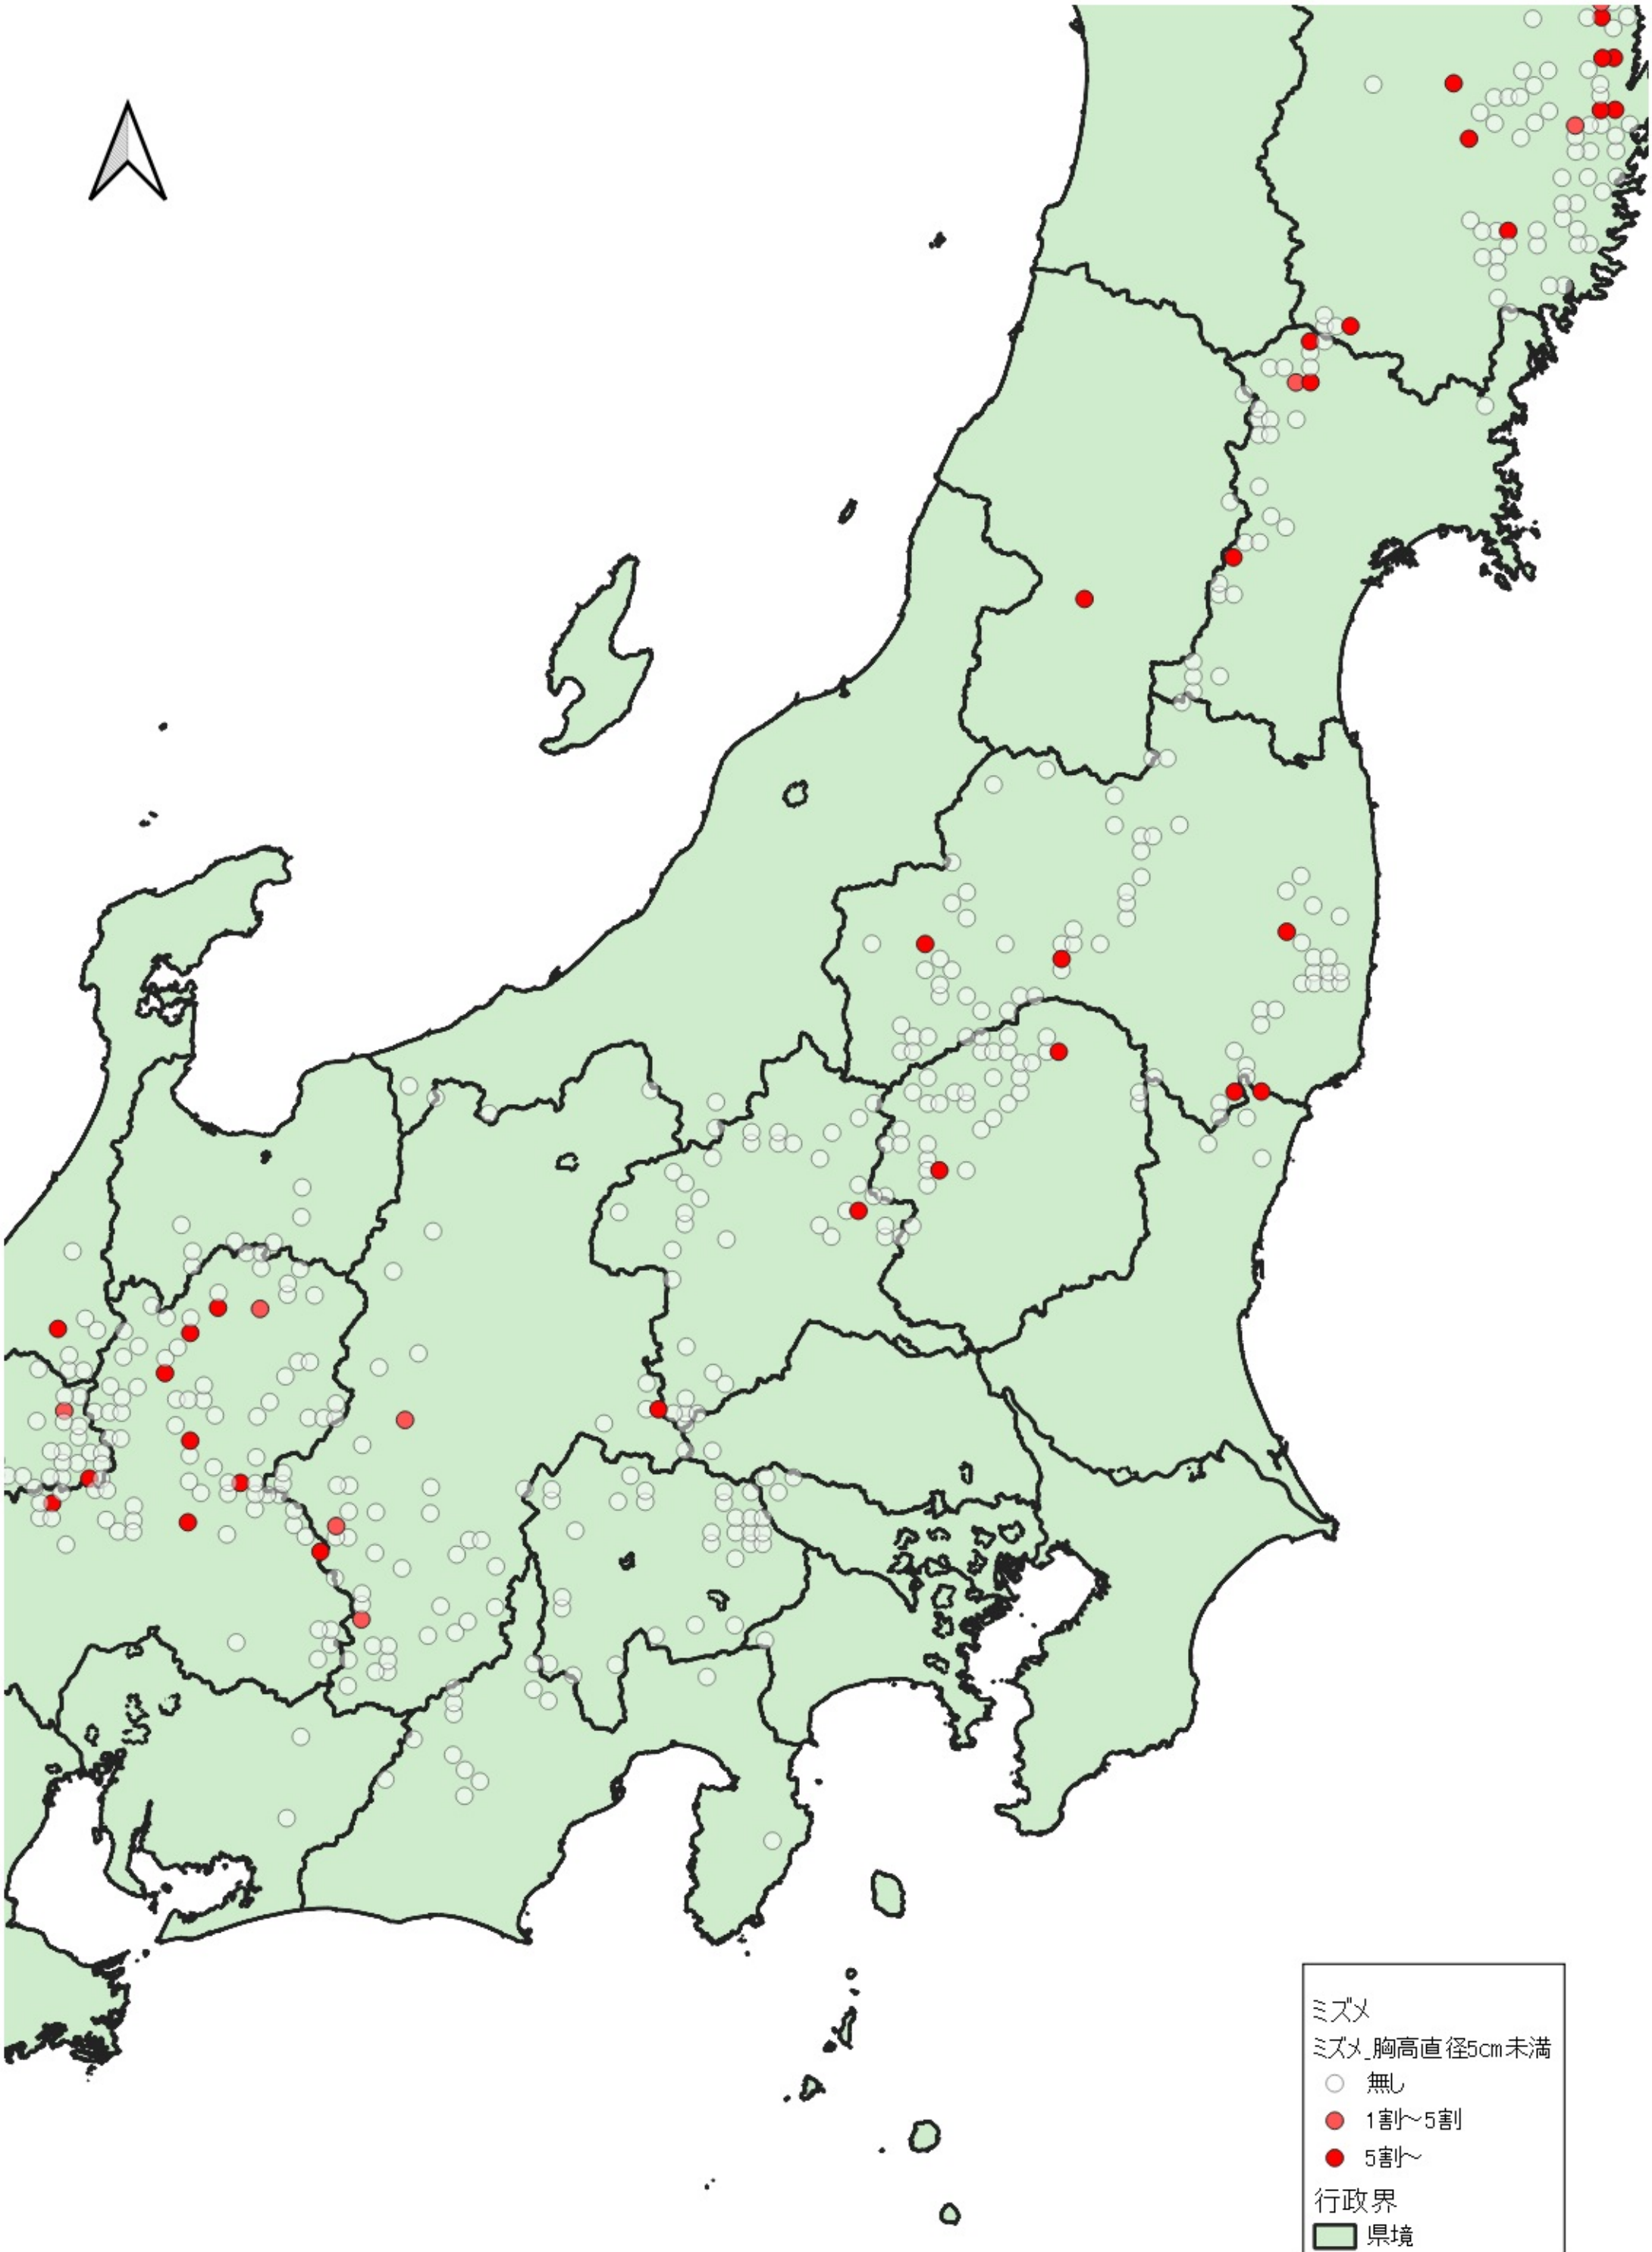 ミズメ
ミズメ_胸高直径5cm未満
無し
1割～5割
5割～
行政界
県境